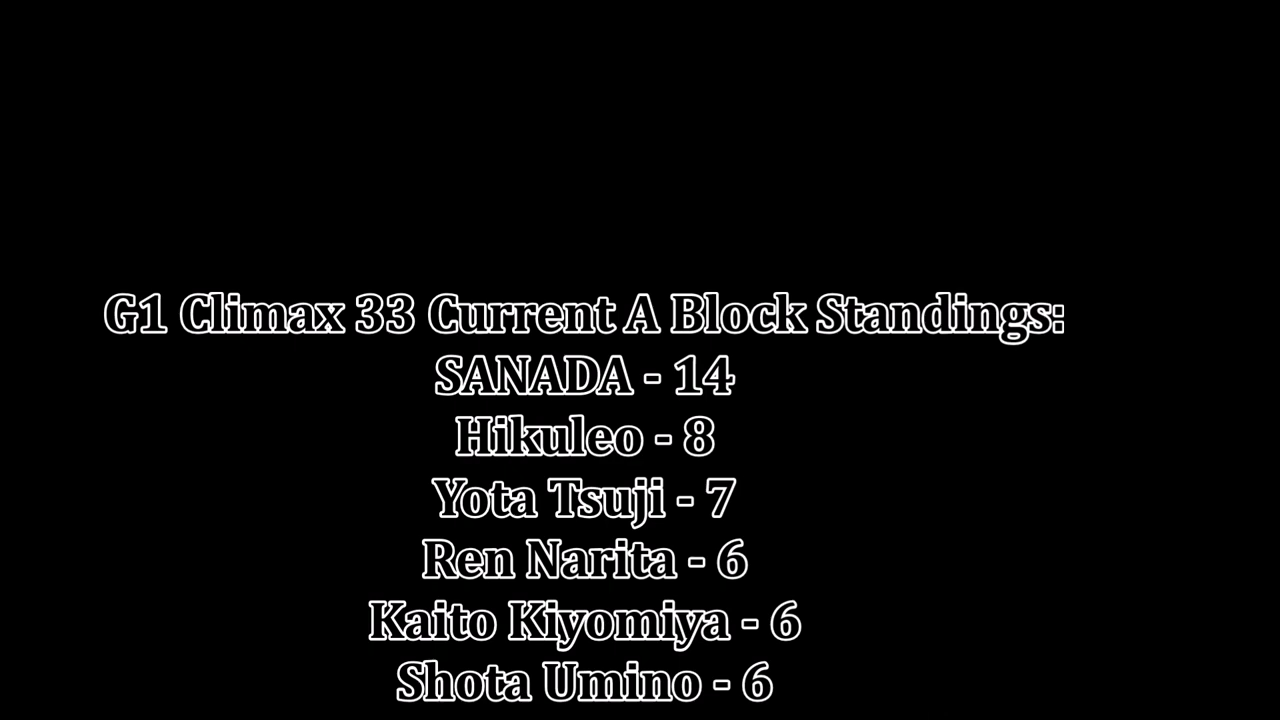 G1 Climax 33 Current A Block Standings:
SANADA - 14
Hikuleo - 8
Yota Tsuji - 7
Ren Narita - 6
Kaito Kiyomiya - 6
Shota Umino - 6